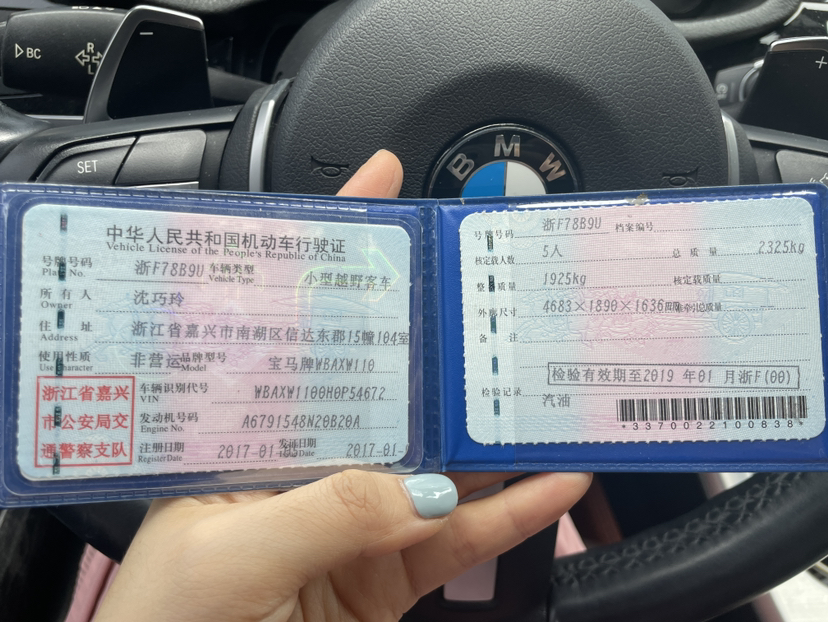 BC
R
L
SET
BMW
中华人民共和国机动车行驶证
Vehicle License of the People's Republic of China
号牌号码 浙F78B9U 车辆类型 小型越野客车
Plate No. Vehicle Type
所有人 沈巧玲
Owner
住址 浙江省嘉兴市南湖区信达东郡15幢104室
Address
使用性质 非营运 品牌型号 宝马牌WBAXW110
Use Character Model
浙江省嘉兴
市公安局交
通警察支队
车辆识别代号 WBAXW1100H0P54672
VIN
发动机号码 A6791548N20B20A
Engine No.
注册日期 2017-01- 发证日期 2017-01-
Register Date
号牌号码 浙F78B9U 档案编号
核定载人数 5人 总质量 2325kg
整备质量 1925kg 核定载质量
外廓尺寸 4683×1890×1636 准牵引总质量
备注
检验有效期至2019 年01 月浙F(00)
检验记录
汽油
*3370022100838*